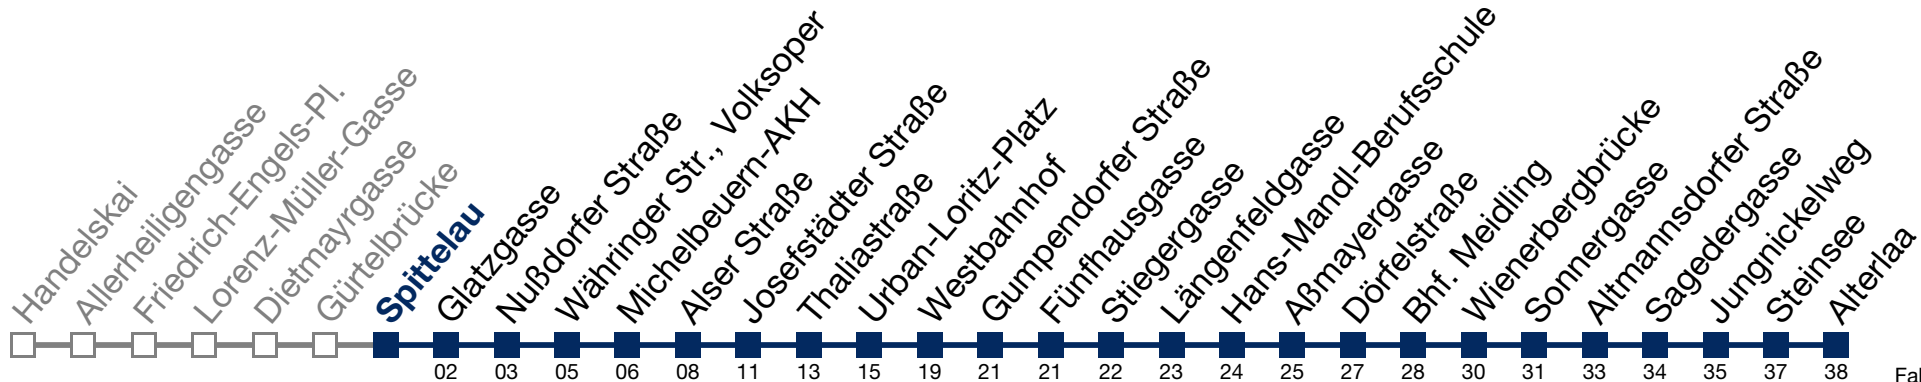 Handelskai
Allerheiligengasse
Friedrich-Engels-Pl.
Lorenz-Müller-Gasse
Dietmayrgasse
Gürtelbrücke
Spittelau
Glatzgasse
Nußdorfer Straße
Währinger Str., Volksoper
Michelbeuern-AKH
Alser Straße
Josefstädter Straße
Thaliastraße
Urban-Loritz-Platz
Westbahnhof
Gumpendorfer Straße
Fünfhausgasse
Stiegergasse
Längenfeldgasse
Hans-Mandl-Berufsschule
Aßmayergasse
Dörfelstraße
Bhf. Meidling
Wienerbergbrücke
Sonnergasse
Altmannsdorfer Straße
Sagedergasse
Jungnickelweg
Steinsee
Alterlaa
02 03 05 06 08 11 13 15 19 21 21 22 23 24 25 27 28 30 31 33 34 35 37 38